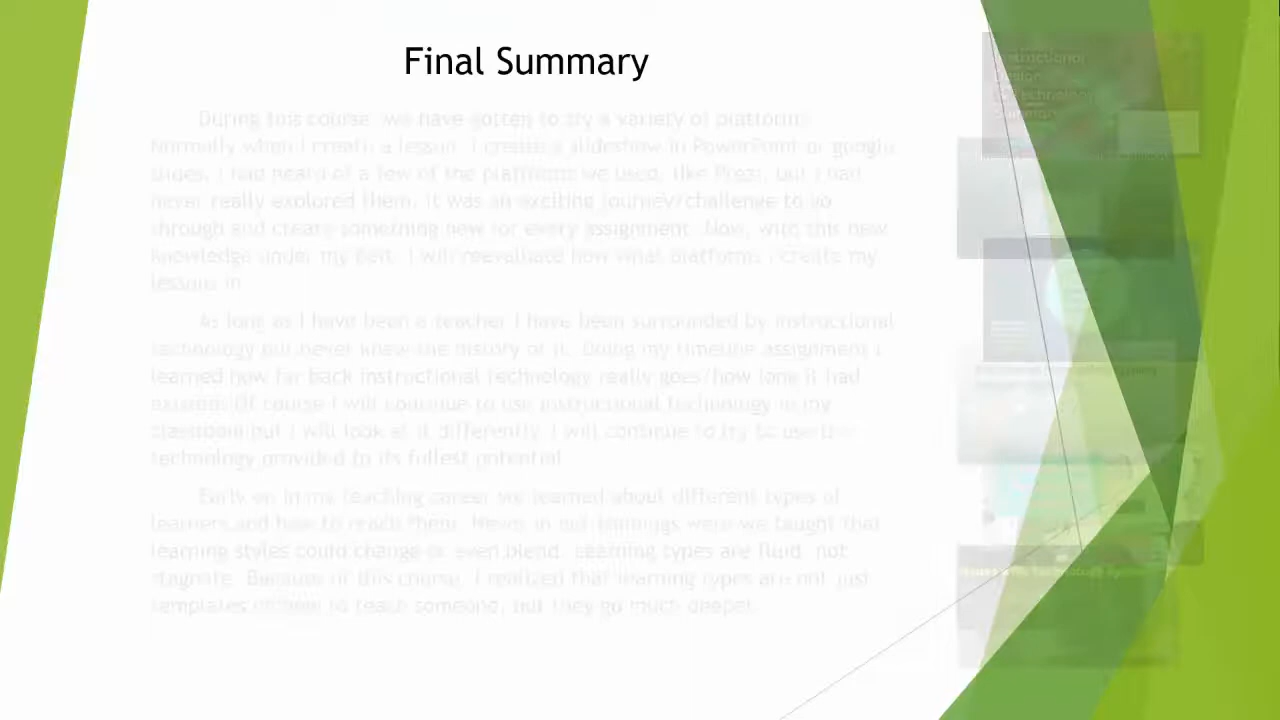 Final Summary
During this course, we have gotten to try a variety of platforms.
Normally when I create a lesson, I create a slideshow in PowerPoint or google
slides. I had heard of a few of the platforms we used, like Prezi, but I had
never really explored them. It was an exciting journey/challenge to go
through and create something new for every assignment. Now, with this new
knowledge under my belt, I will reevaluate how what platforms I create my
lessons in.
As long as I have been a teacher I have been surrounded by instructional
technology but never knew the history of it. Doing my timeline assignment I
learned how far back instructional technology really goes/how long it had
existed. Of course I will continue to use instructional technology in my
classroom but I will look at it differently. I will continue to try to use the
technology provided to its fullest potential.
Early on in my teaching career we learned about different types of
learners and how to reach them. Never in our trainings were we taught that
learning styles could change or even blend. Learning types are fluid, not
stagnate. Because of this course, I realized that learning types are not just
templates of how to teach someone, but they go much deeper.
Instructional
Design
Technology